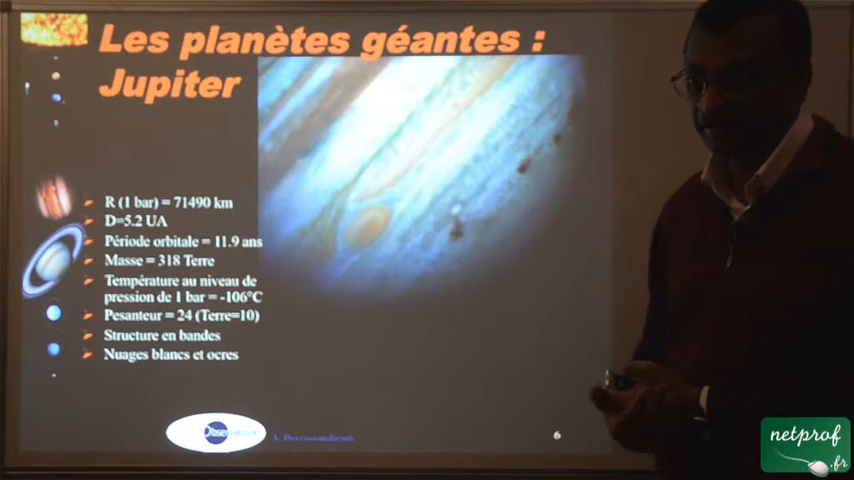 Les planètes géantes :
Jupiter
R (1 bar) = 71490 km
D=5.2 UA
Période orbitale = 11.9 ans
Masse = 318 Terre
Température au niveau de
pression de 1 bar = -106°C
Pesanteur = 24 (Terre=10)
Structure en bandes
Nuages blancs et ocres
6
netprof
.fr